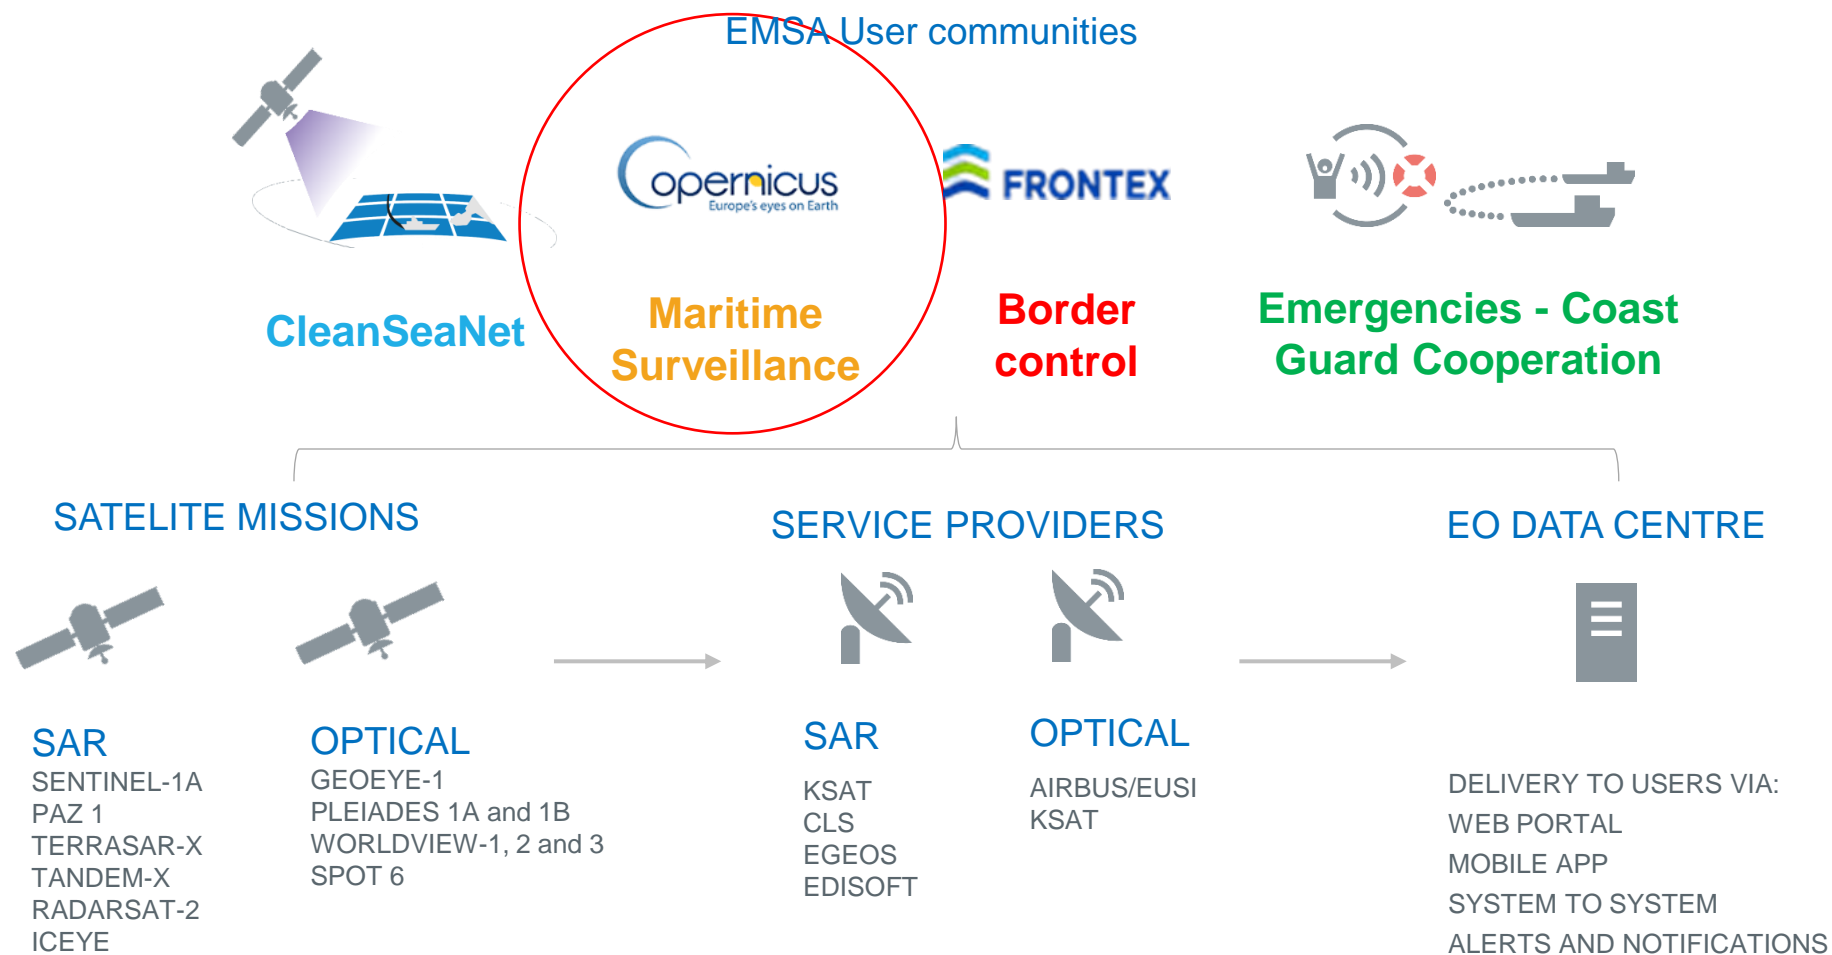 EMSA User communities
Copernicus
Europe's eyes on Earth
FRONTEX
CleanSeaNet
Maritime
Surveillance
Border
control
Emergencies - Coast
Guard Cooperation
SATELITE MISSIONS
SERVICE PROVIDERS
EO DATA CENTRE
SAR
SENTINEL-1A
PAZ 1
TERRASAR-X
TANDEM-X
RADARSAT-2
ICEYE
OPTICAL
GEOEYE-1
PLEIADES 1A and 1B
WORLDVIEW-1, 2 and 3
SPOT 6
SAR
KSAT
CLS
EGEOS
EDISOFT
OPTICAL
AIRBUS/EUSI
KSAT
DELIVERY TO USERS VIA:
WEB PORTAL
MOBILE APP
SYSTEM TO SYSTEM
ALERTS AND NOTIFICATIONS